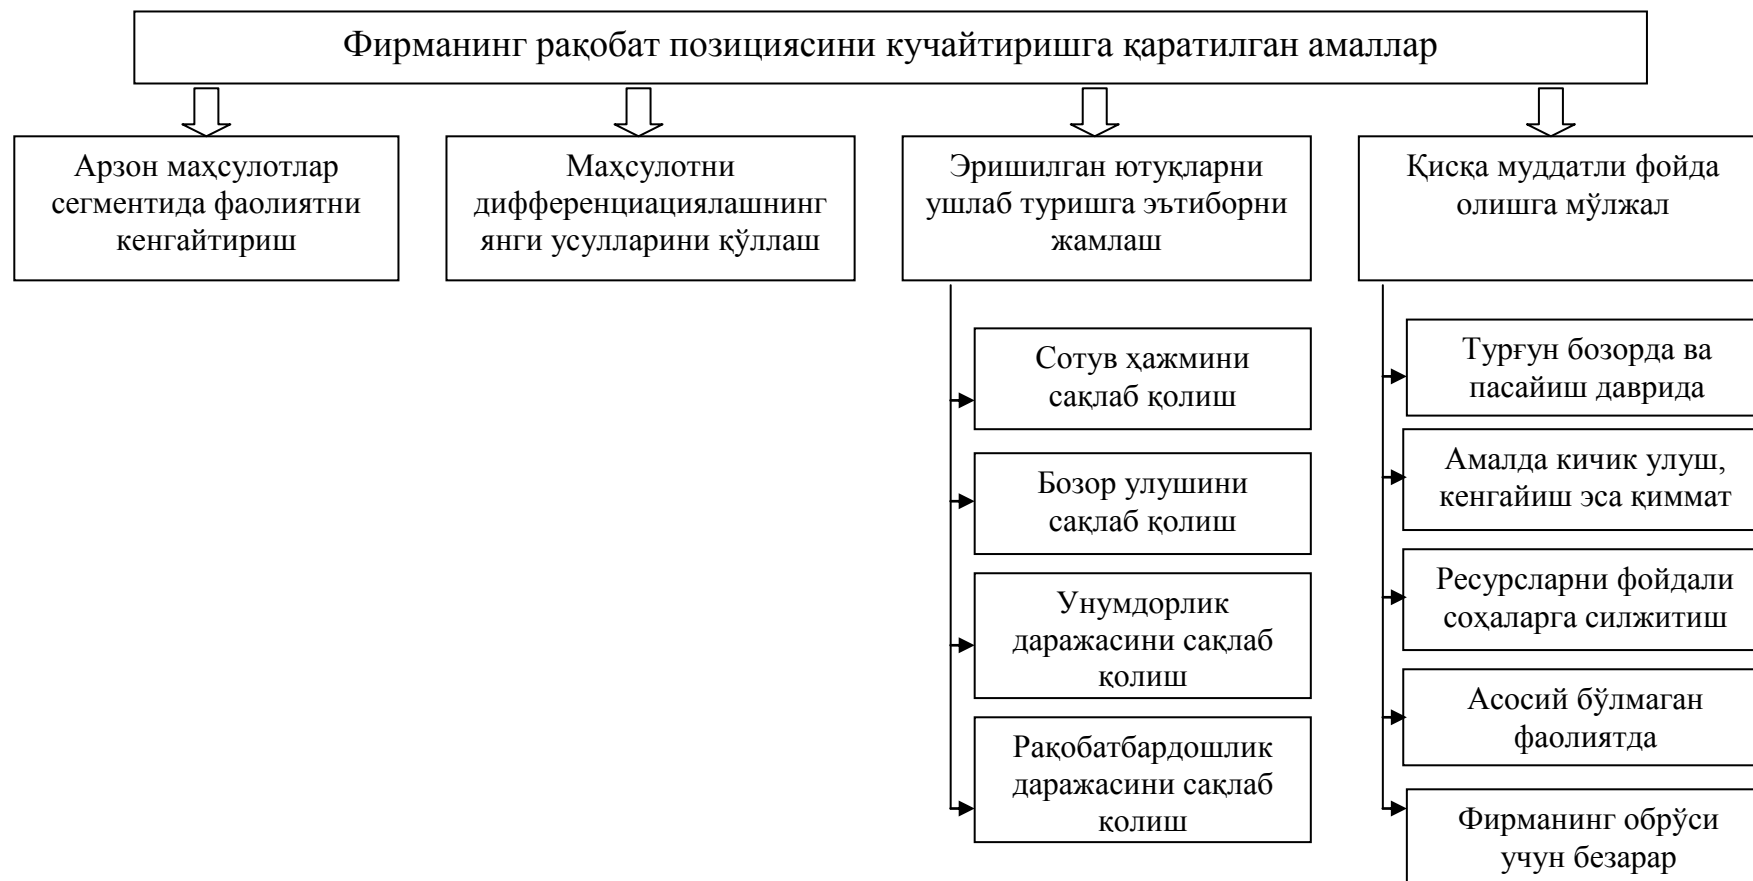 Фирманинг рақобат позициясини кучайтиришга қаратилган амаллар
Арзон маҳсулотлар
сегментида фаолиятни
кенгайтириш
Маҳсулотни
дифференциациялашнинг
янги усулларини қўллаш
Эришилган ютуқларни
ушлаб туришга эътиборни
жамлаш
Қисқа муддатли фойда
олишга мўлжал
Сотув ҳажмини
сақлаб қолиш
Бозор улушини
сақлаб қолиш
Унумдорлик
даражасини сақлаб
қолиш
Рақобатбардошлик
даражасини сақлаб
қолиш
Турғун бозорда ва
пасайиш даврида
Амалда кичик улуш,
кенгайиш эса қиммат
Ресурсларни фойдали
соҳаларга силжитиш
Асосий бўлмаган
фаолиятда
Фирманинг обрўси
учун безарар